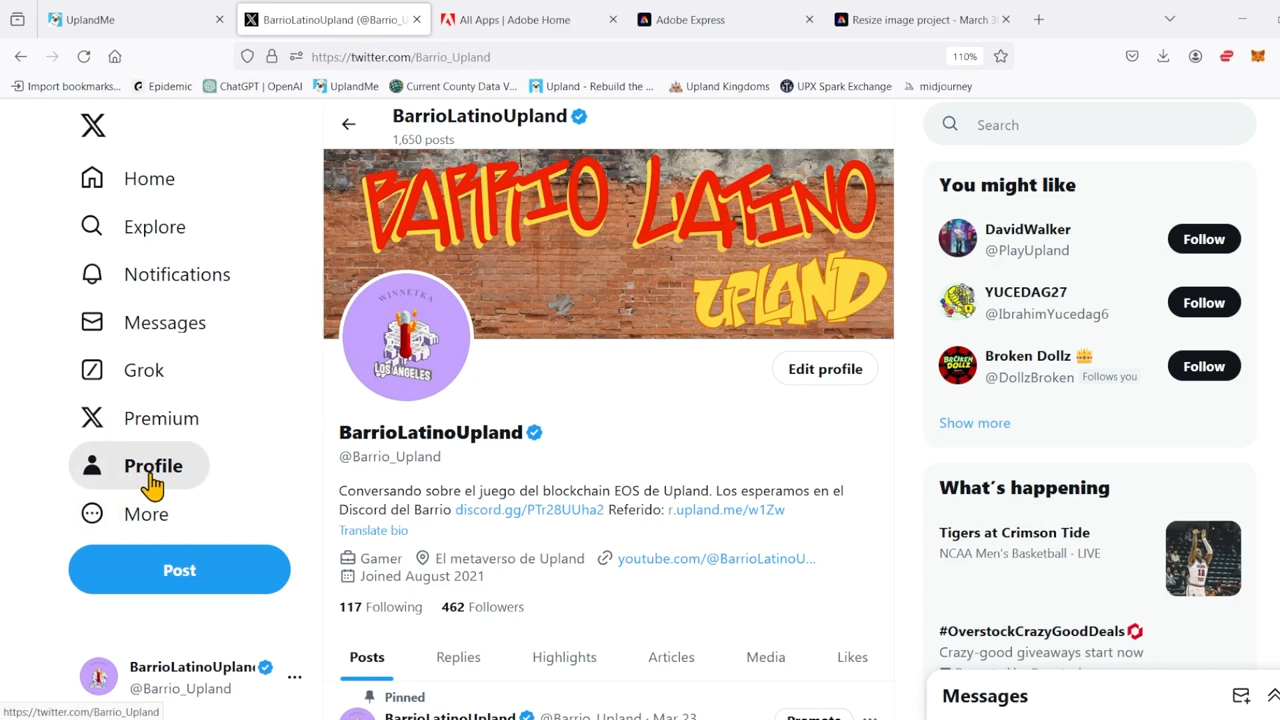 UplandMe
BarrioLatinoUpland (@Barrio_U
All Apps | Adobe Home
Adobe Express
Resize image project - March 3
https://twitter.com/Barrio_Upland
110%
Import bookmarks...
Epidemic
ChatGPT | OpenAI
UplandMe
Current County Data V...
Upland - Rebuild the ...
Upland Kingdoms
UPX Spark Exchange
midjourney
Home
Explore
Notifications
Messages
Grok
Premium
Profile
More
Post
BarrioLatinoUplan
@Barrio_Upland
https://twitter.com/Barrio_Upland
BarrioLatinoUpland
1,650 posts
BARRIO LATINO
UPLAND
WINNETKA
LOS ANGELES
Edit profile
BarrioLatinoUpland
@Barrio_Upland
Conversando sobre el juego del blockchain EOS de Upland. Los esperamos en el
Discord del Barrio discord.gg/PTr28UUha2 Referido: r.upland.me/w1Zw
Translate bio
Gamer El metaverso de Upland youtube.com/@BarrioLatinoU...
Joined August 2021
117 Following 462 Followers
Posts Replies Highlights Articles Media Likes
Pinned
BarrioLatinoUpland @Barrio_Upland · Mar 23
Promote
Search
You might like
DavidWalker
@PlayUpland
Follow
YUCEDAG27
@IbrahimYucedag6
Follow
Broken Dollz
@DollzBroken Follows you
Follow
Show more
What's happening
Tigers at Crimson Tide
NCAA Men's Basketball · LIVE
#OverstockCrazyGoodDeals
Crazy-good giveaways start now
Messages